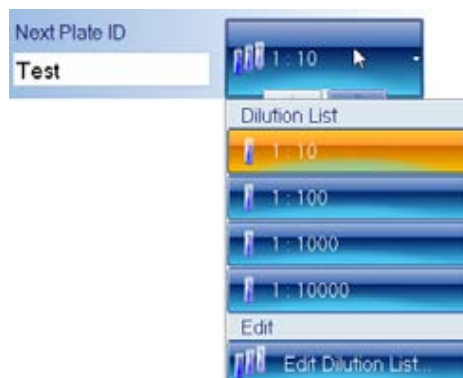 Next Plate ID
Test
1 : 10
Dilution List
1 : 10
1 : 100
1 : 1000
1 : 10000
Edit
Edit Dilution List...